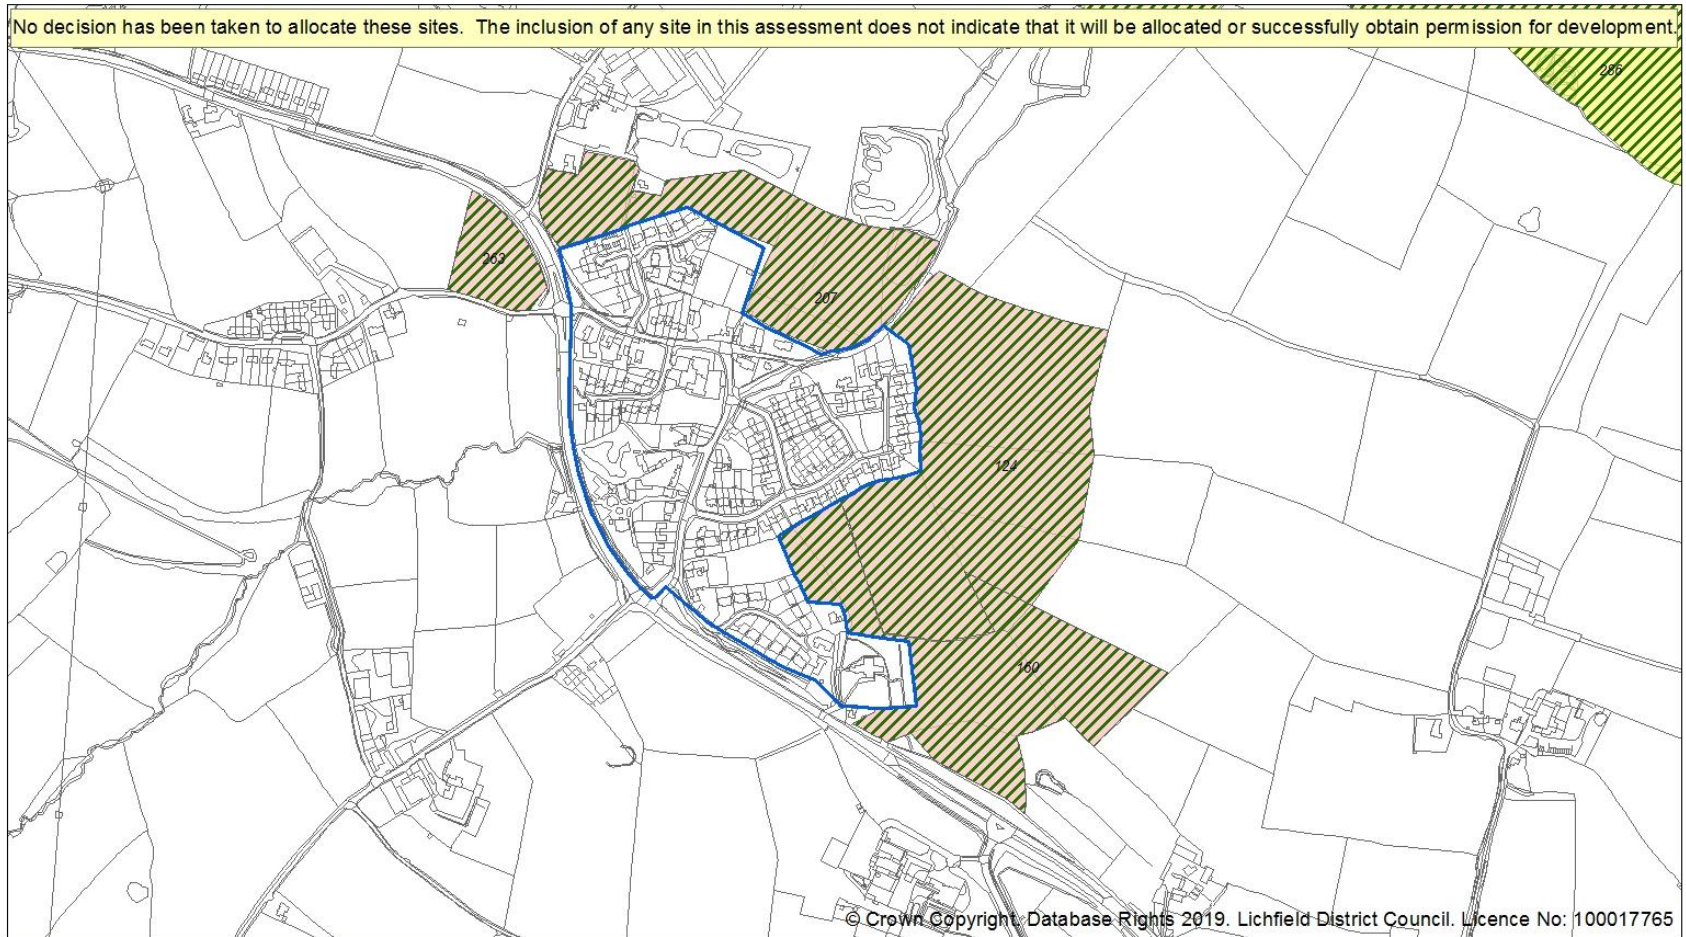 No decision has been taken to allocate these sites. The inclusion of any site in this assessment does not indicate that it will be allocated or successfully obtain permission for development.
286
263
207
124
160
© Crown Copyright. Database Rights 2019. Lichfield District Council. Licence No: 100017765